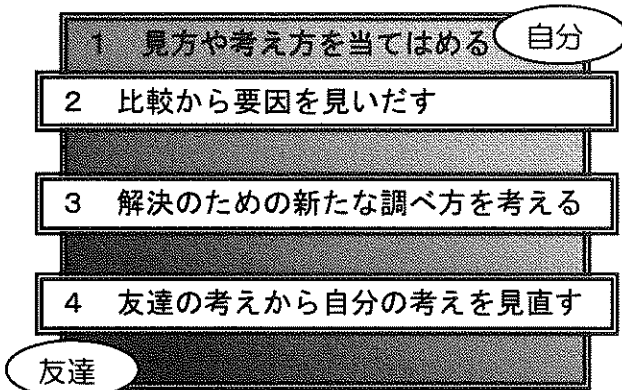 1 見方や考え方を当てはめる
自分
2 比較から要因を見いだす
3 解決のための新たな調べ方を考える
4 友達の考えから自分の考えを見直す
友達